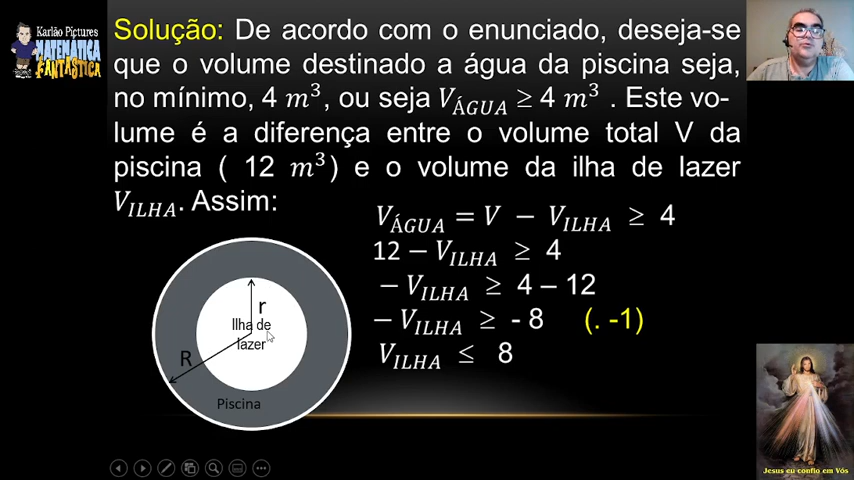 Karlão Pictures
MATEMÁTICA
FANTÁSTICA
Solução: De acordo com o enunciado, deseja-se
que o volume destinado a água da piscina seja,
no mínimo, 4 m³, ou seja V_ÁGUA ≥ 4 m³ . Este vo-
lume é a diferença entre o volume total V da
piscina ( 12 m³) e o volume da ilha de lazer
V_ILHA. Assim:
V_ÁGUA = V − V_ILHA ≥ 4
12 − V_ILHA ≥ 4
− V_ILHA ≥ 4 – 12
− V_ILHA ≥ - 8 (. -1)
V_ILHA ≤ 8
r
Ilha de
lazer
R
Piscina
Jesus eu confio em Vós